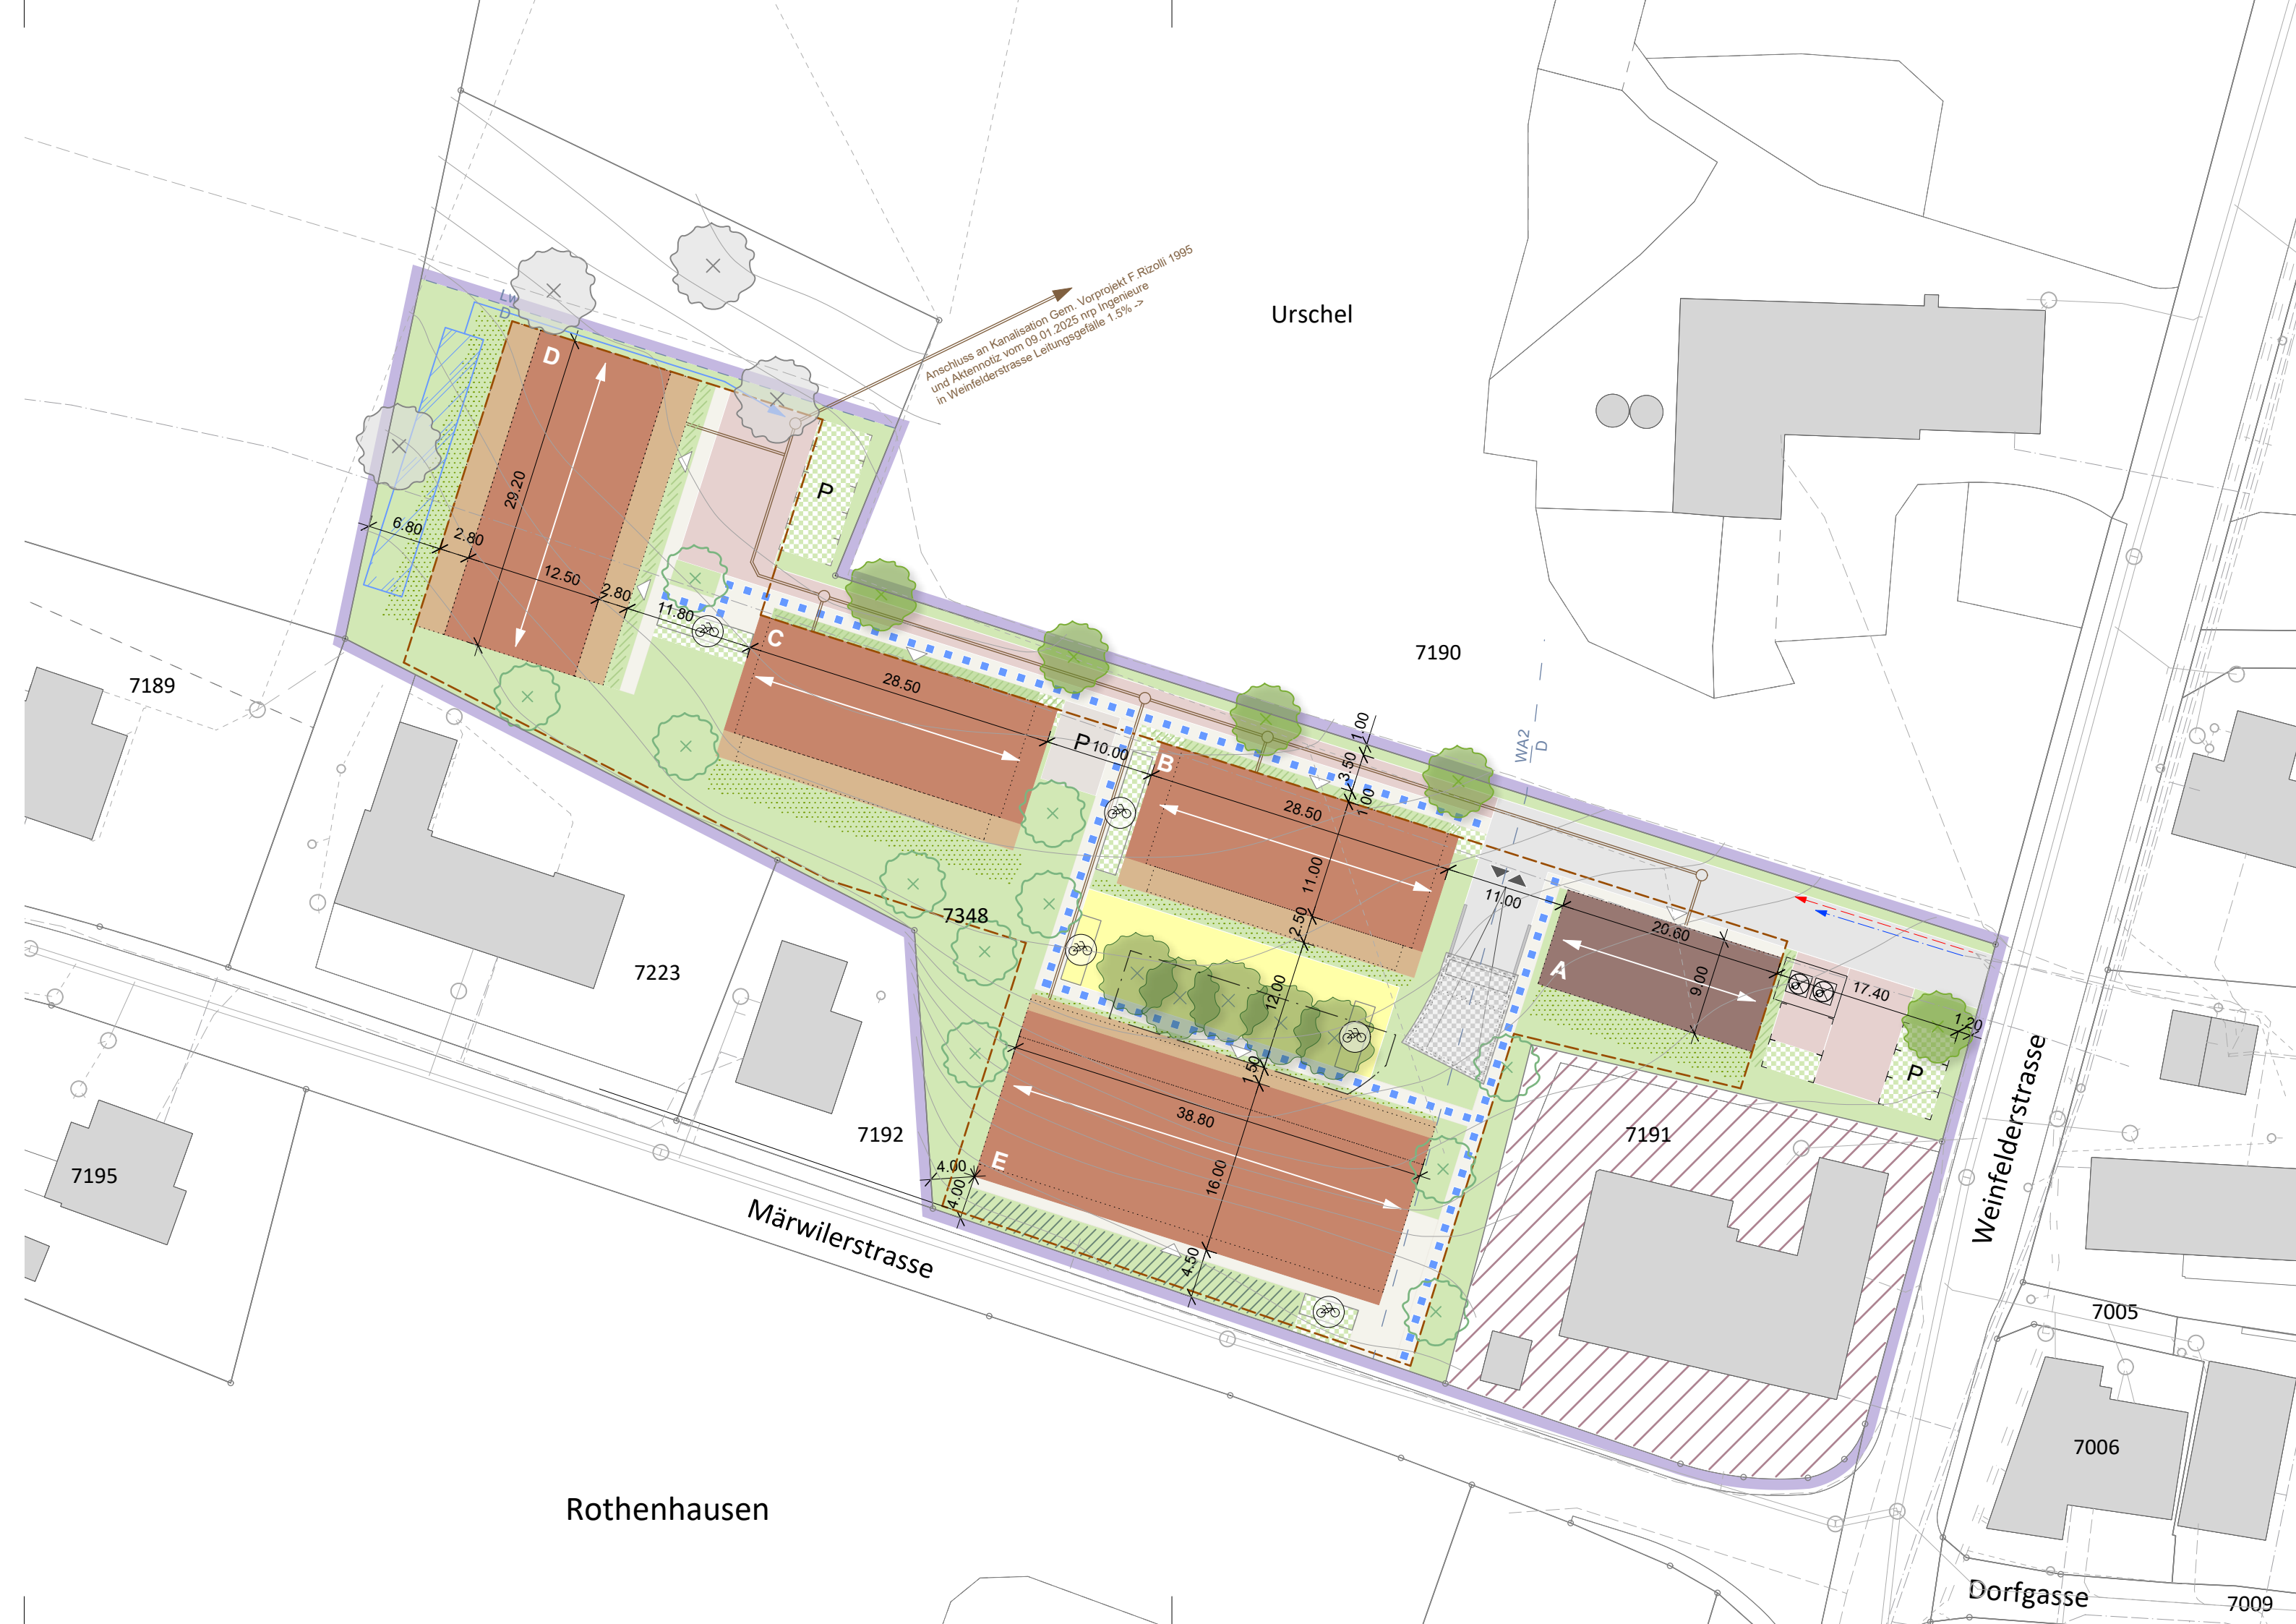 Anschluss an Kanalisation Gem. Vorprojekt F.Rizolli 1995
und Aktennotiz vom 09.01.2025 nrp Ingenieure
in Weinfelderstrasse Leitungsgefälle 1.5% ->
Urschel
Lw
D
D
P
29.20
6.80
2.80
12.50
2.80
11.80
C
28.50
P
10.00
B
28.50
1.00
3.50
1.00
WA2
D
7190
7189
11.00
2.50
11.00
A
20.60
9.00
17.40
1.20
P
7348
12.00
7223
1.50
38.80
7192
E
16.00
4.00
4.00
4.50
7191
7195
Märwilerstrasse
Weinfelderstrasse
7005
7006
Rothenhausen
Dorfgasse
7009